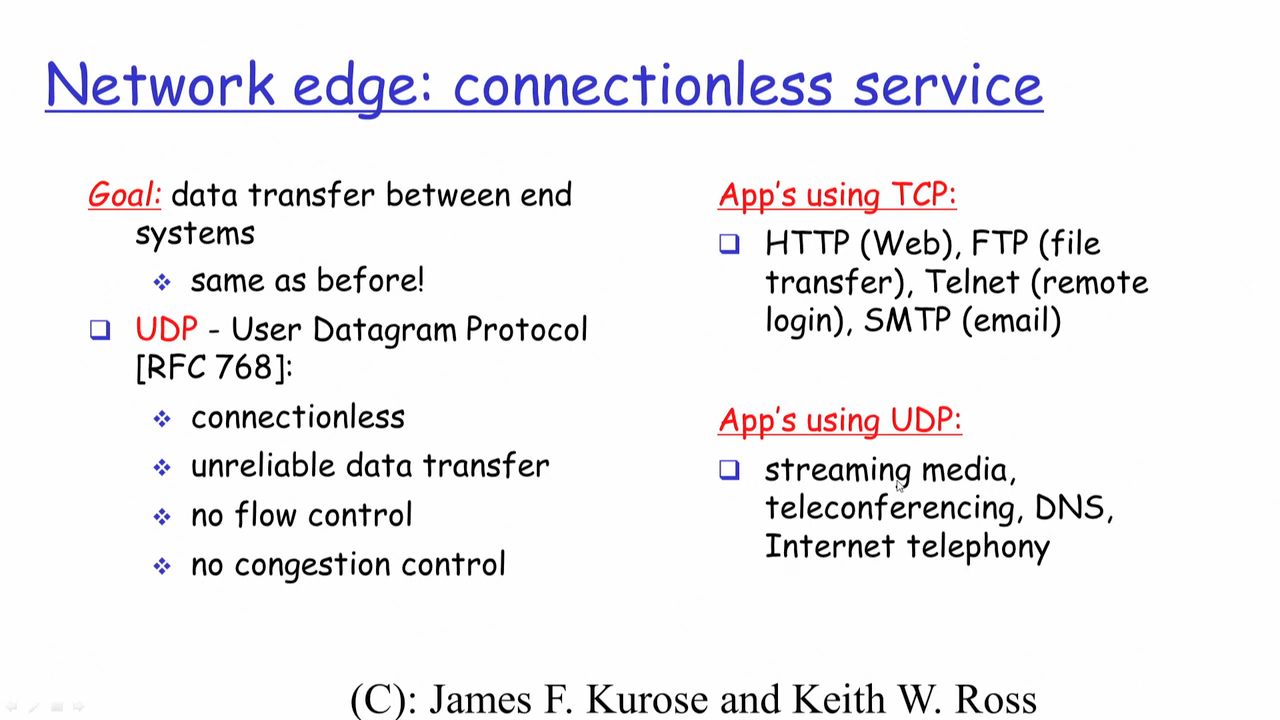 Network edge: connectionless service
Goal: data transfer between end
systems
same as before!
UDP - User Datagram Protocol
[RFC 768]:
connectionless
unreliable data transfer
no flow control
no congestion control
App's using TCP:
HTTP (Web), FTP (file
transfer), Telnet (remote
login), SMTP (email)
App's using UDP:
streaming media,
teleconferencing, DNS,
Internet telephony
(C): James F. Kurose and Keith W. Ross